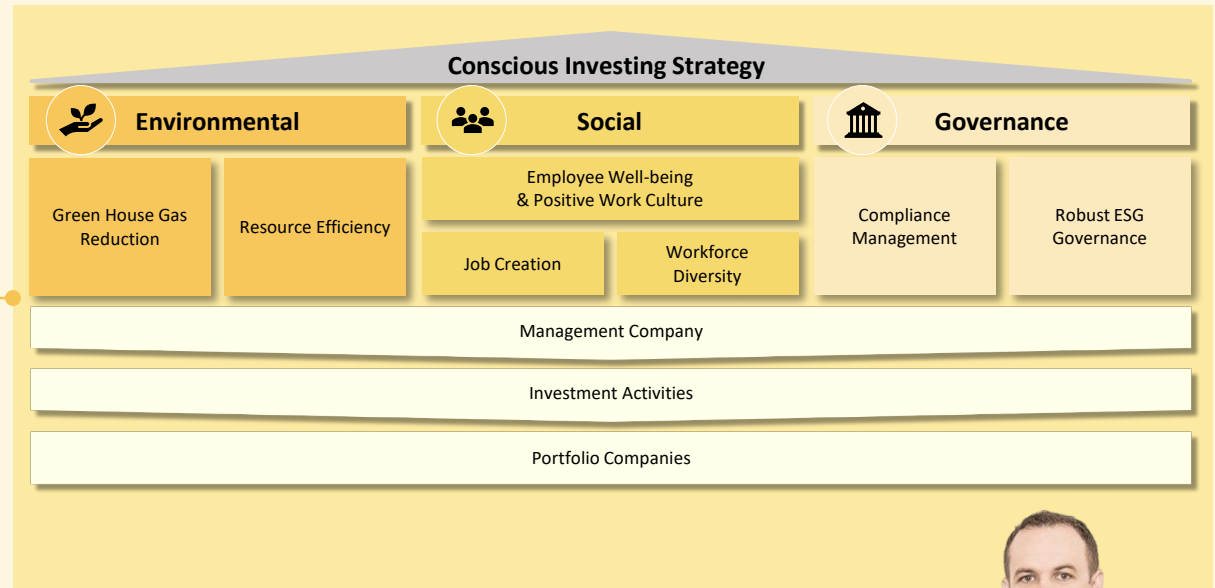 Conscious Investing Strategy
Environmental
Social
Governance
Green House Gas
Reduction
Resource Efficiency
Employee Well-being
& Positive Work Culture
Job Creation
Workforce
Diversity
Compliance
Management
Robust ESG
Governance
Management Company
Investment Activities
Portfolio Companies